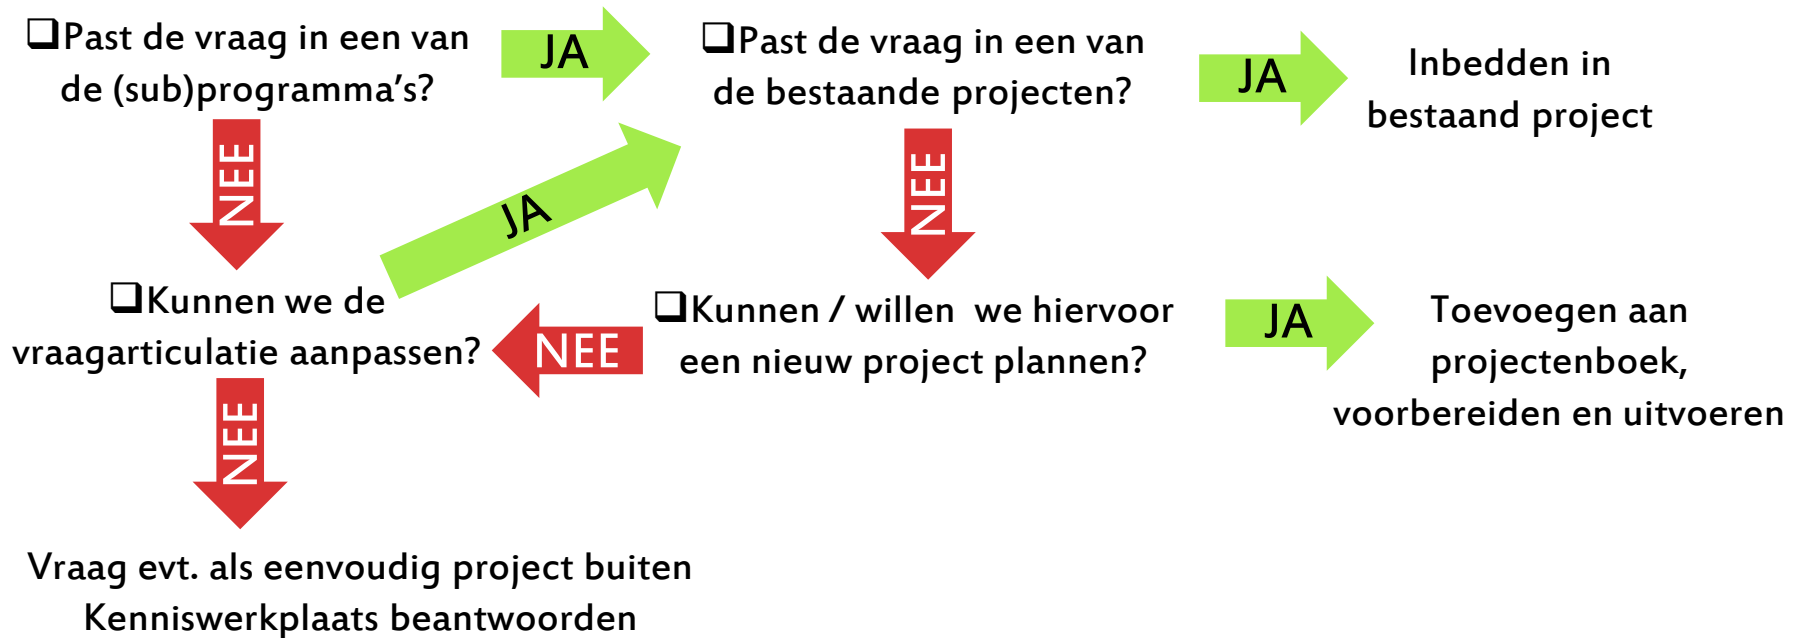 ❑Past de vraag in een van
de (sub)programma's?
JA
❑Past de vraag in een van
de bestaande projecten?
JA
Inbedden in
bestaand project
NEE
JA
NEE
❑Kunnen we de
vraagarticulatie aanpassen?
NEE
❑Kunnen / willen we hiervoor
een nieuw project plannen?
JA
Toevoegen aan
projectenboek,
voorbereiden en uitvoeren
NEE
Vraag evt. als eenvoudig project buiten
Kenniswerkplaats beantwoorden